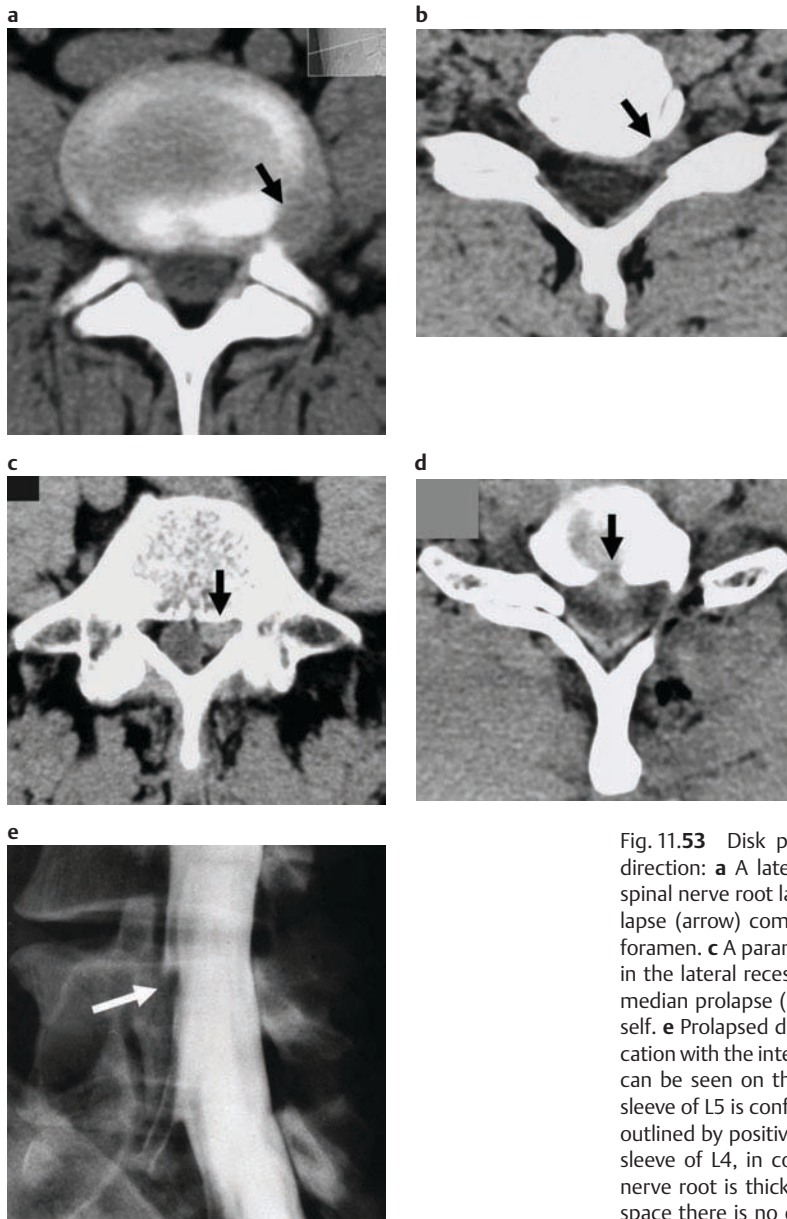 a
b
c
d
e
Fig. 11.53 Disk p
direction: a A late
spinal nerve root la
lapse (arrow) com
foramen. c A param
in the lateral reces
median prolapse (
self. e Prolapsed d
cation with the inte
can be seen on th
sleeve of L5 is conf
outlined by positiv
sleeve of L4, in co
nerve root is thick
space there is no